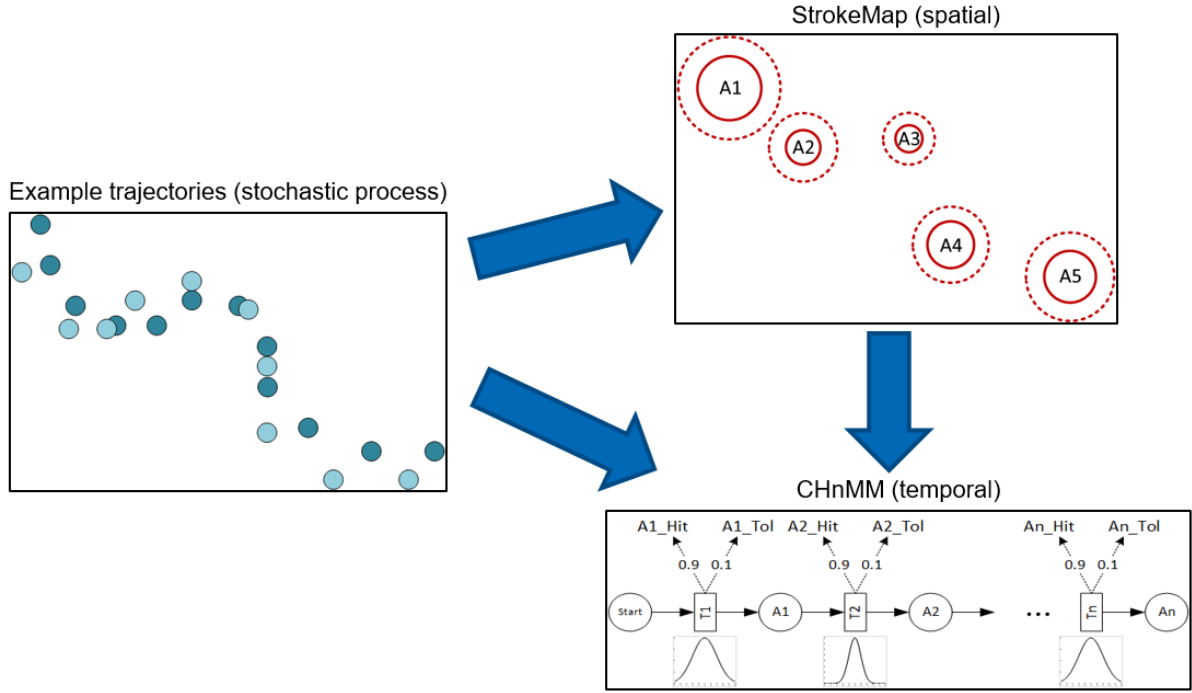 StrokeMap (spatial)
A1
A2
A3
A4
A5
Example trajectories (stochastic process)
CHnMM (temporal)
A1_Hit A1_Tol A2_Hit A2_Tol An_Hit An_Tol
0.9 0.1 0.9 0.1 0.9 0.1
Start T1 A1 T2 A2 ... Tn An